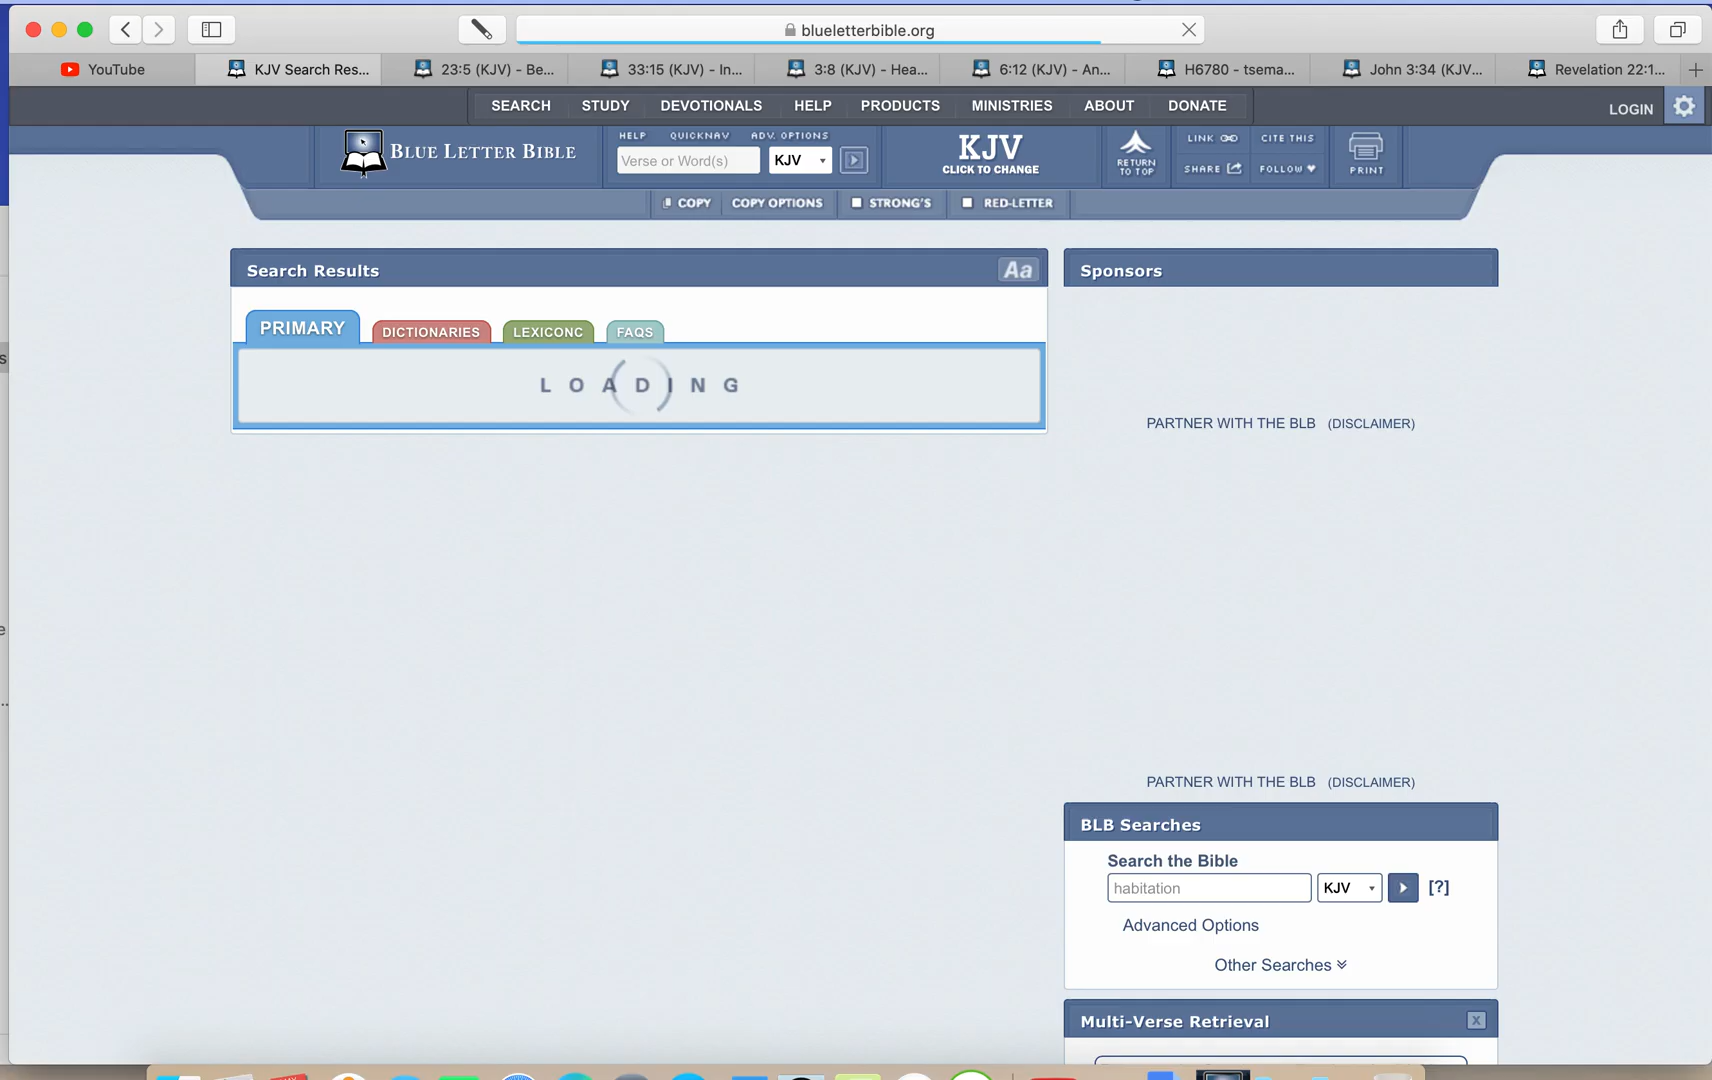 blueletterbible.org
YouTube
KJV Search Res...
23:5 (KJV) - Be...
33:15 (KJV) - In...
3:8 (KJV) - Hea...
6:12 (KJV) - An...
H6780 - tsema...
John 3:34 (KJV...
Revelation 22:1...
SEARCH
STUDY
DEVOTIONALS
HELP
PRODUCTS
MINISTRIES
ABOUT
DONATE
LOGIN
BLUE LETTER BIBLE
HELP
QUICKNAV
ADV. OPTIONS
Verse or Word(s)
KJV
KJV
CLICK TO CHANGE
RETURN
TO TOP
LINK
CITE THIS
SHARE
FOLLOW
PRINT
COPY
COPY OPTIONS
STRONG'S
RED-LETTER
Search Results
Aa
PRIMARY
DICTIONARIES
LEXICONC
FAQS
LOADING
Sponsors
PARTNER WITH THE BLB (DISCLAIMER)
PARTNER WITH THE BLB (DISCLAIMER)
BLB Searches
Search the Bible
habitation
KJV
[?]
Advanced Options
Other Searches
Multi-Verse Retrieval
X